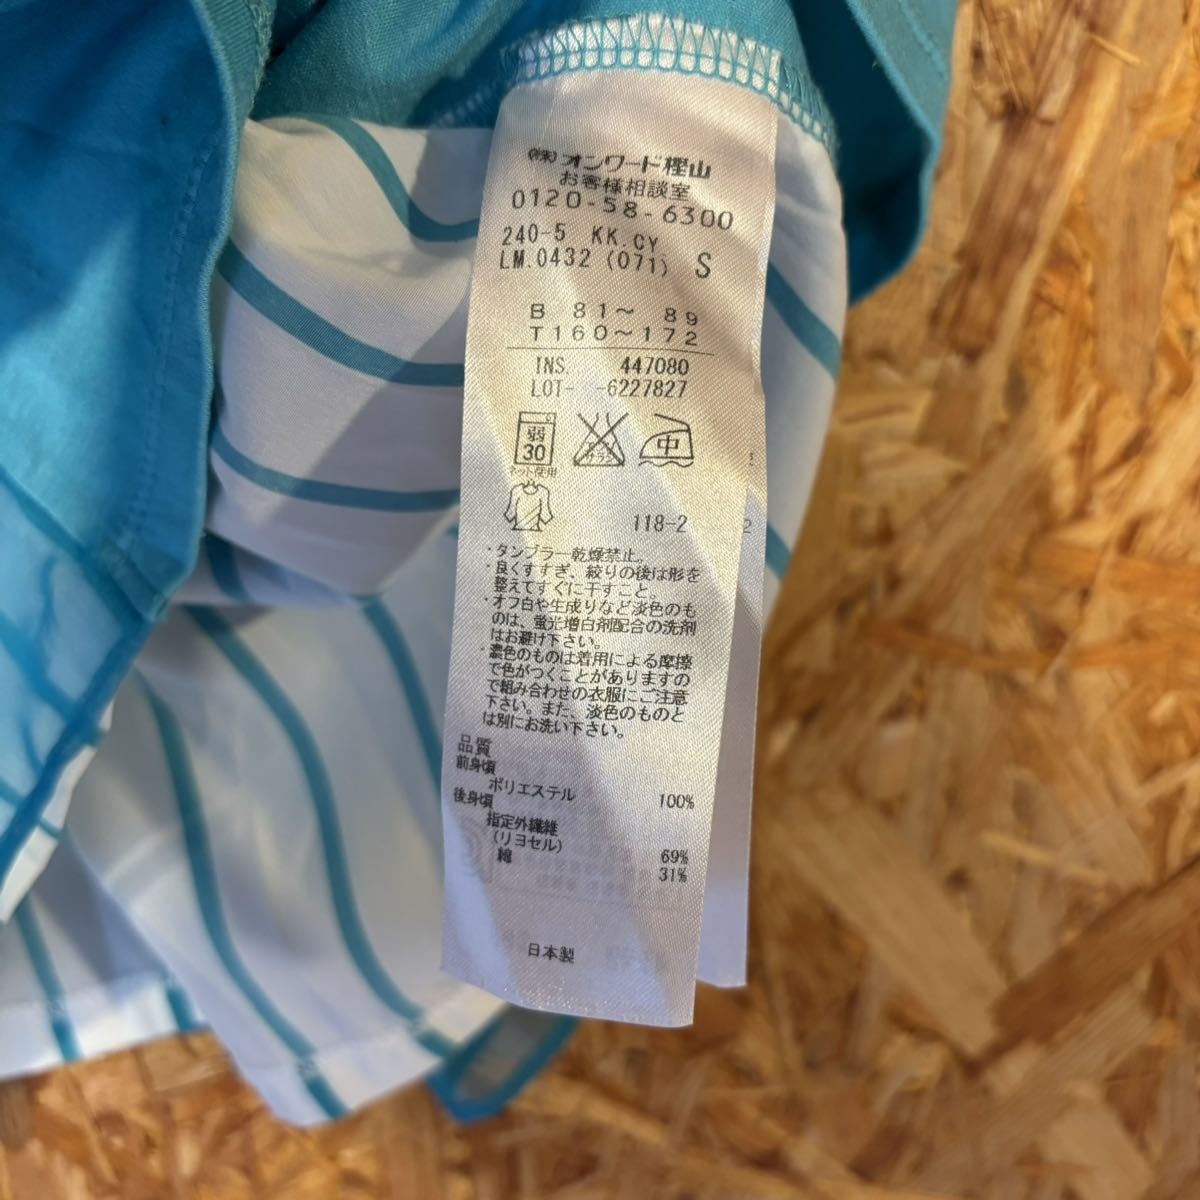 (株)オンワード樫山
お客様相談室
0120-58-6300
240-5 KK.CY
LM.0432 (071) S
B 81～ 89
T160～172
INS. 447080
LOT- -6227827
弱
30
中
ネット使用
118-2
・タンブラー乾燥禁止。
・良くすすぎ、絞りの後は形を
整えてすぐに干すこと。
・オフ白や生成りなど淡色のも
のは、蛍光増白剤配合の洗剤
はお避け下さい。
・濃色のものは着用による摩擦
で色がつくことがありますの
で組み合わせの衣服にご注意
下さい。また、淡色のものと
は別にお洗い下さい。
品質
前身頃
ポリエステル 100%
後身頃
指定外繊維
(リヨセル) 69%
綿 31%
日本製